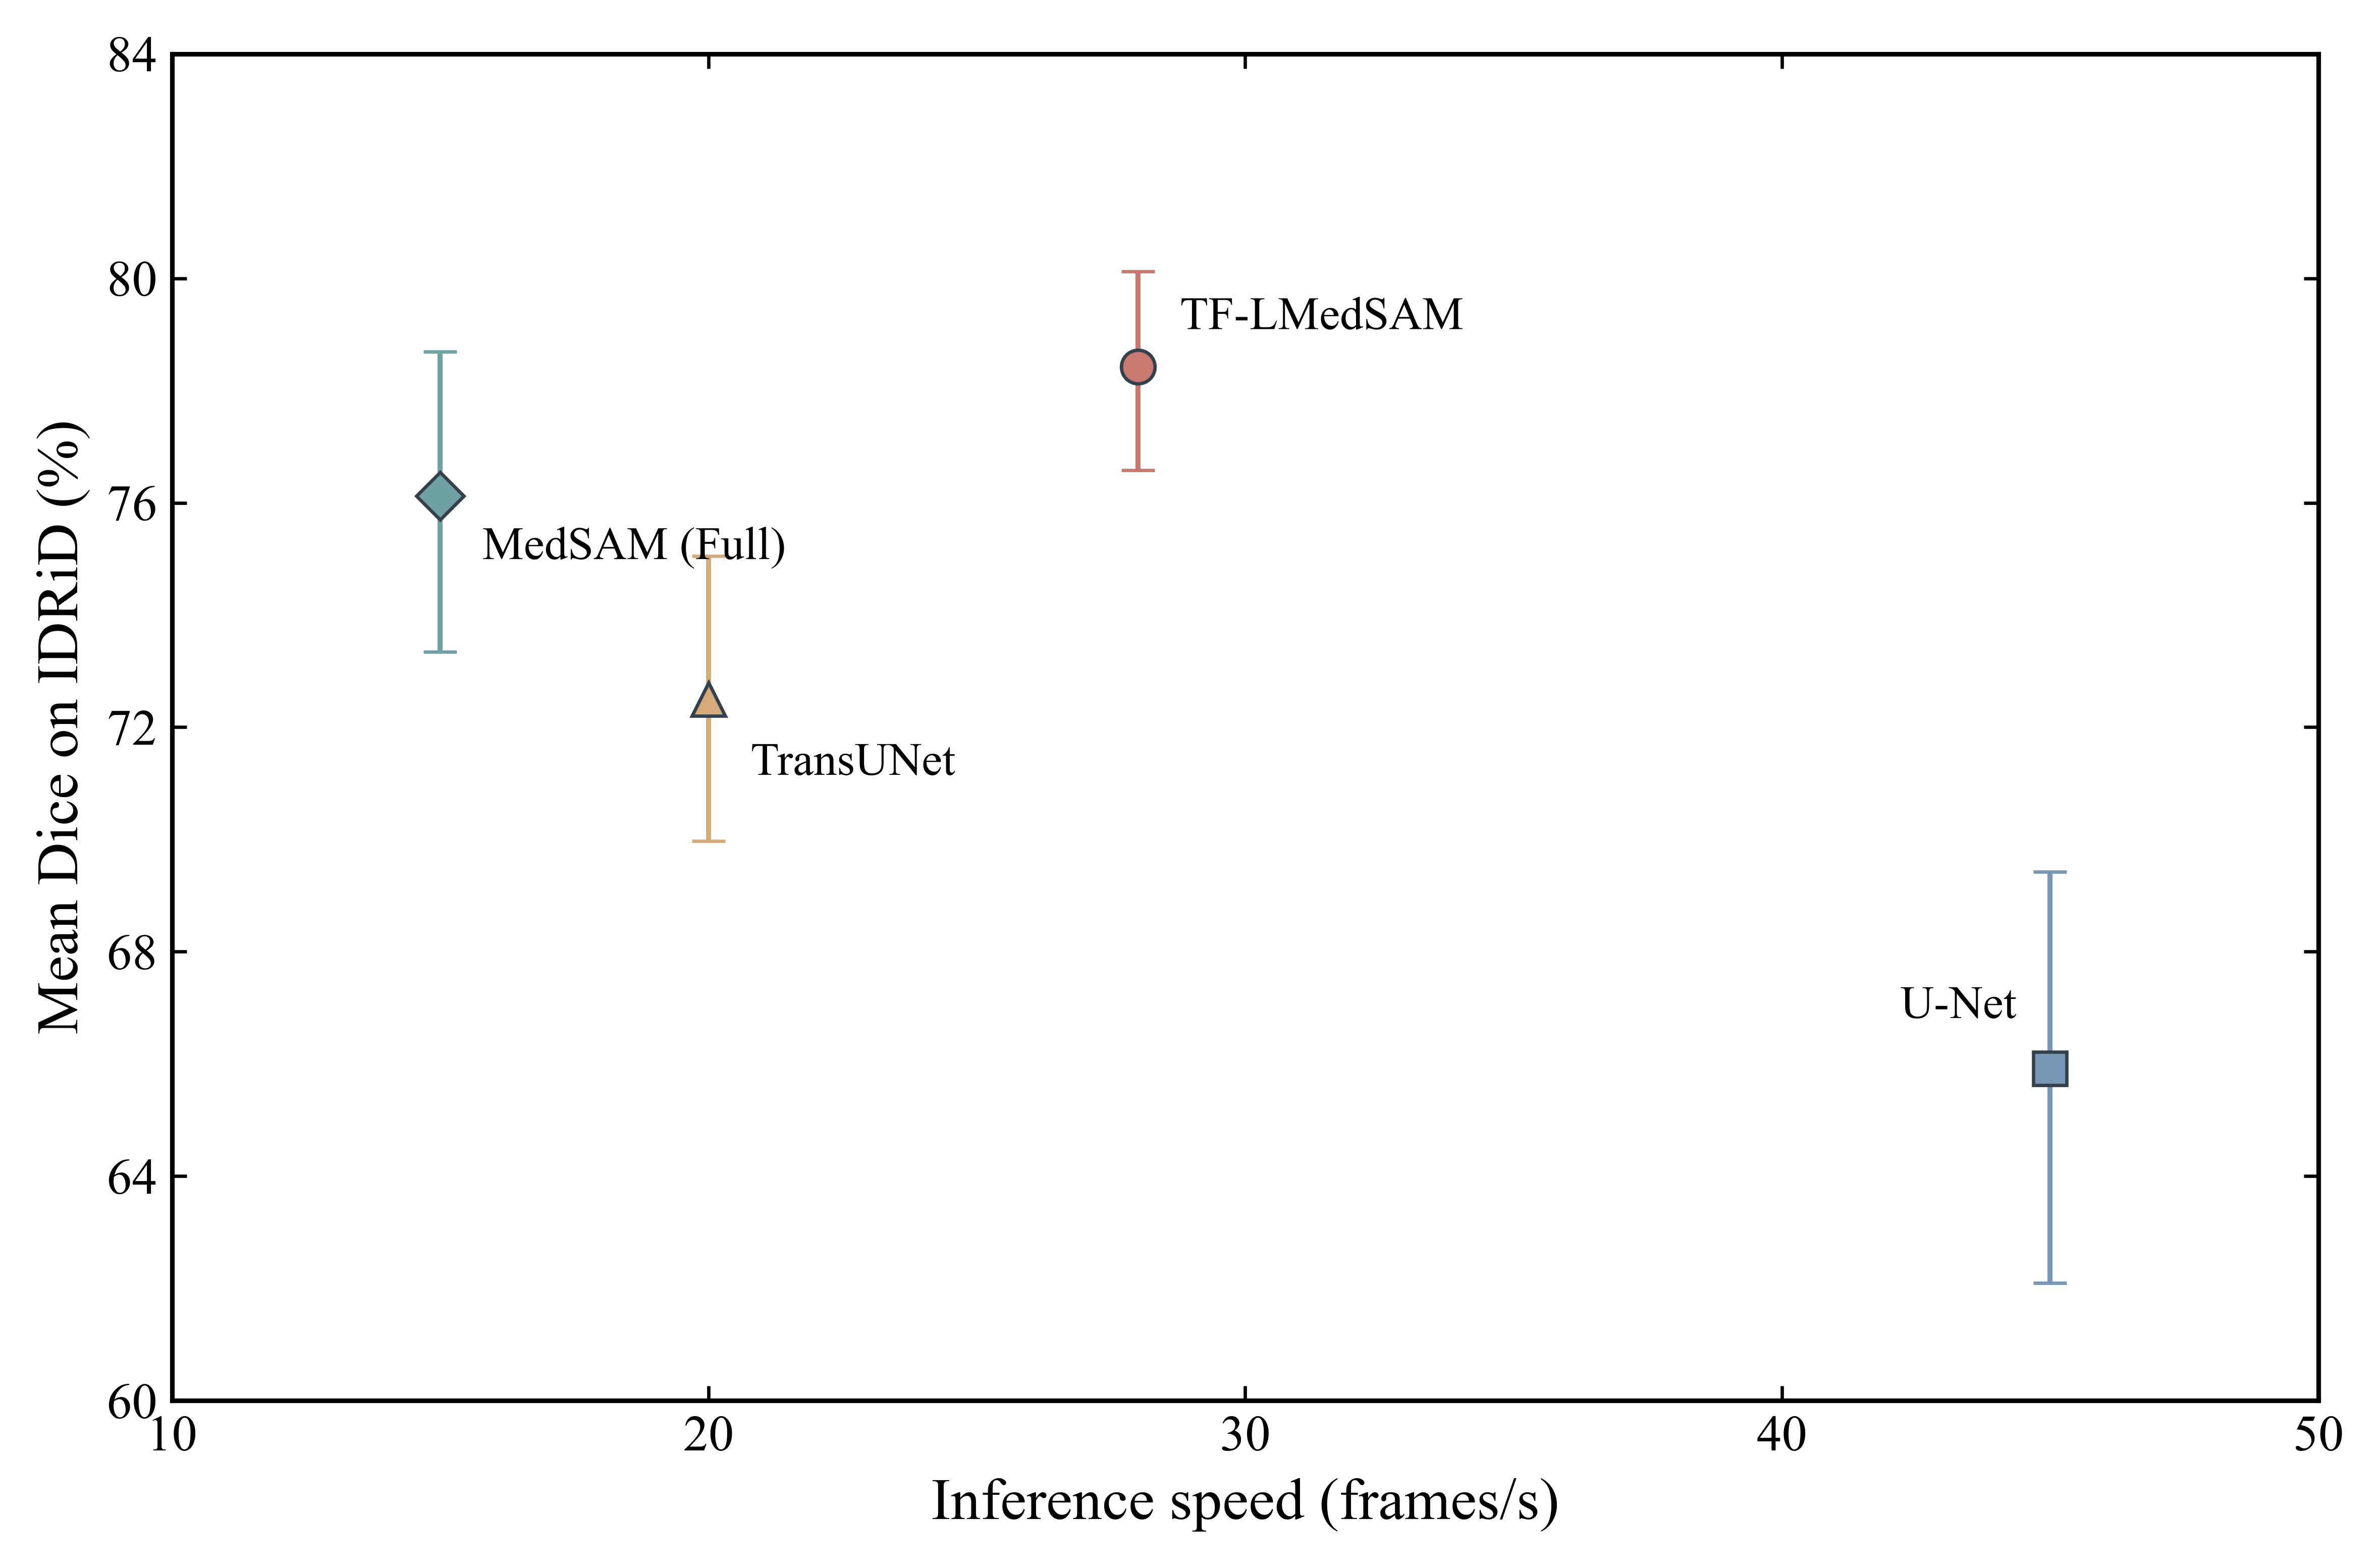 84
80
76
72
68
64
60
Mean Dice on IDRiD (%)
TF-LMedSAM
MedSAM (Full)
TransUNet
U-Net
10 20 30 40 50
Inference speed (frames/s)